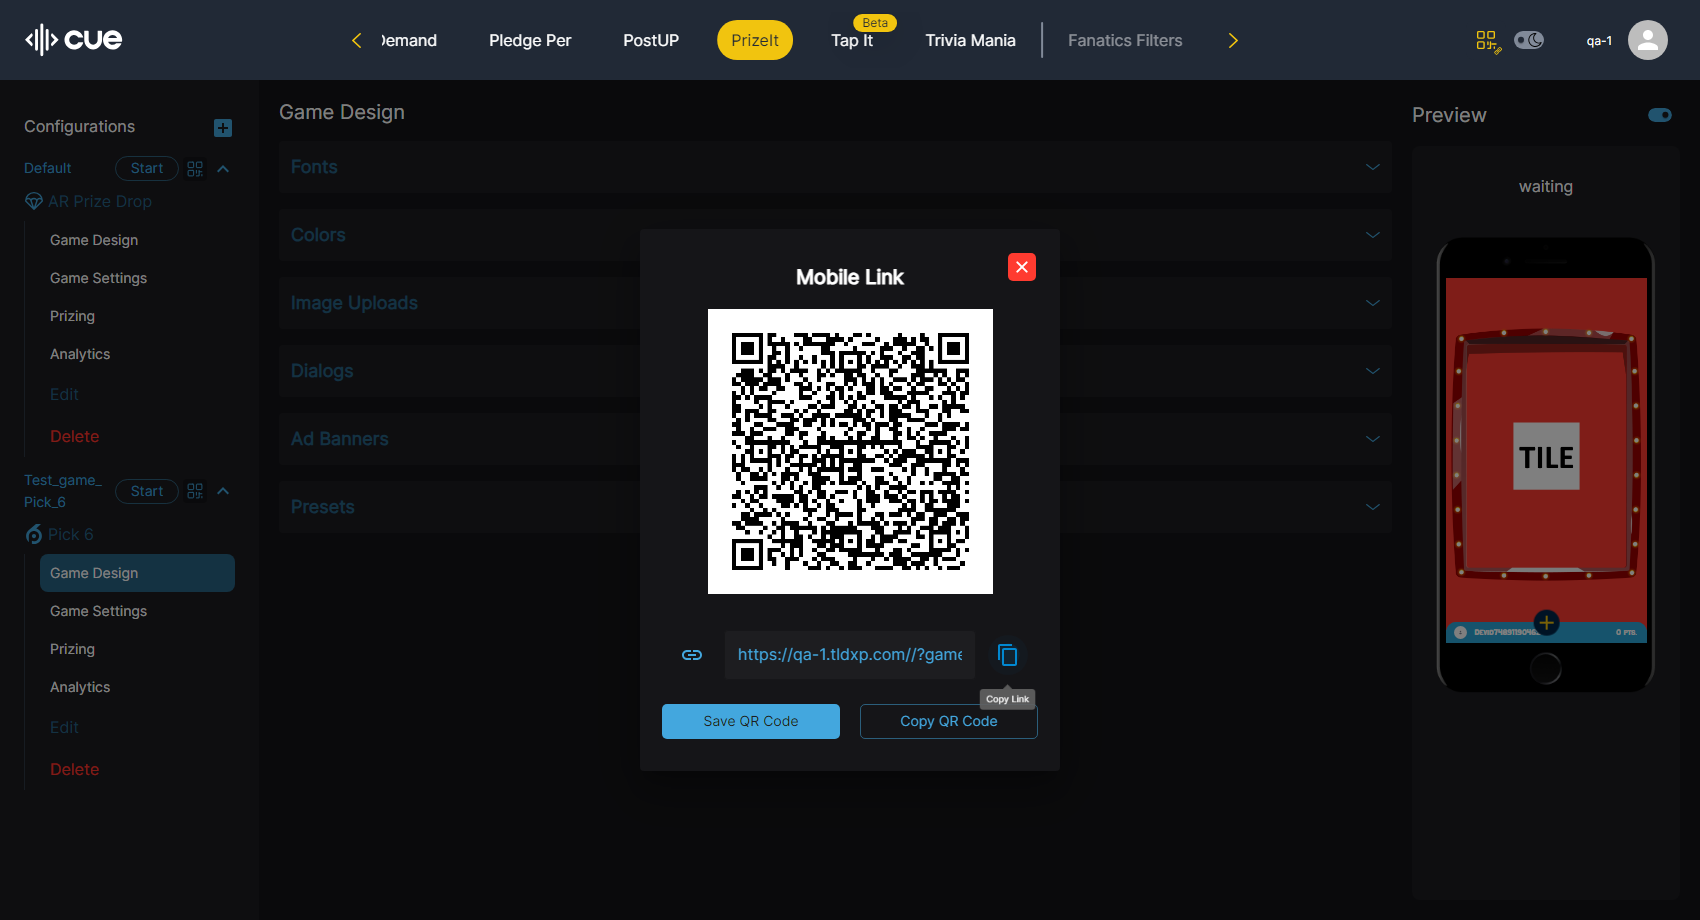 cue
Demand
Pledge Per
PostUP
PrizeIt
Beta
Tap It
Trivia Mania
Fanatics Filters
qa-1
Configurations
Default
Start
AR Prize Drop
Game Design
Game Settings
Prizing
Analytics
Edit
Delete
Test_game_
Pick_6
Start
Pick 6
Game Design
Game Settings
Prizing
Analytics
Edit
Delete
Game Design
Fonts
Colors
Image Uploads
Dialogs
Ad Banners
Presets
Mobile Link
https://qa-1.tldxp.com//?game
Copy Link
Save QR Code
Copy QR Code
Preview
waiting
TILE
0 PTS.